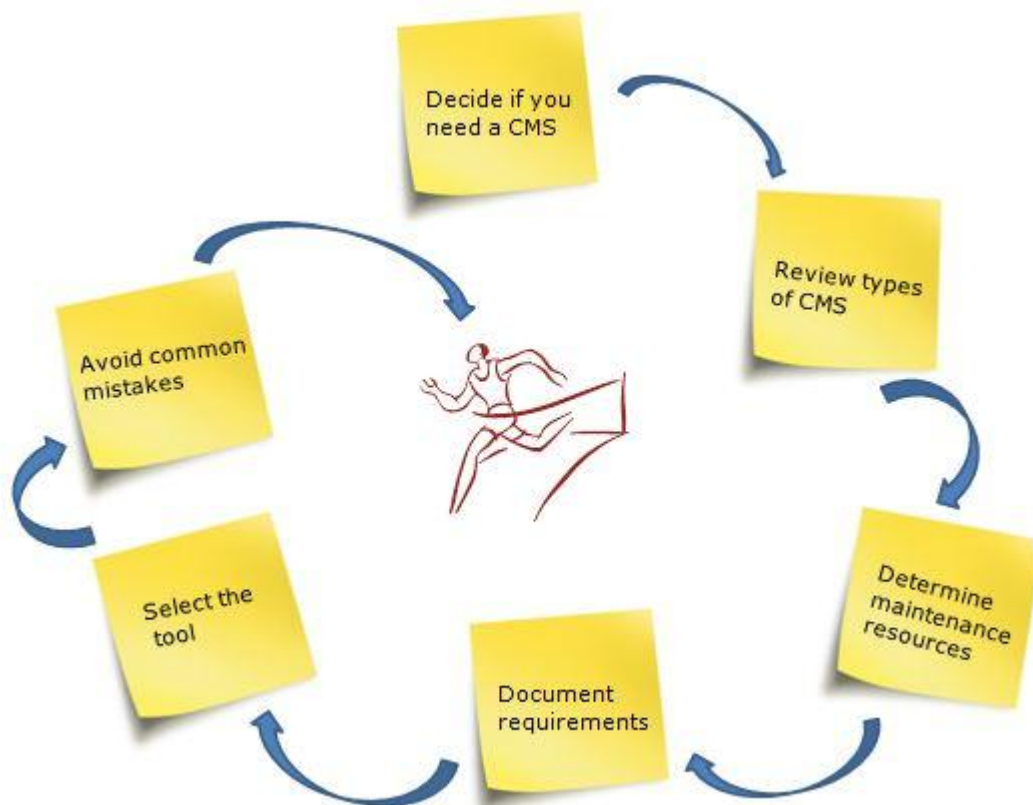 Decide if you
need a CMS
Review types
of CMS
Determine
maintenance
resources
Document
requirements
Select the
tool
Avoid common
mistakes